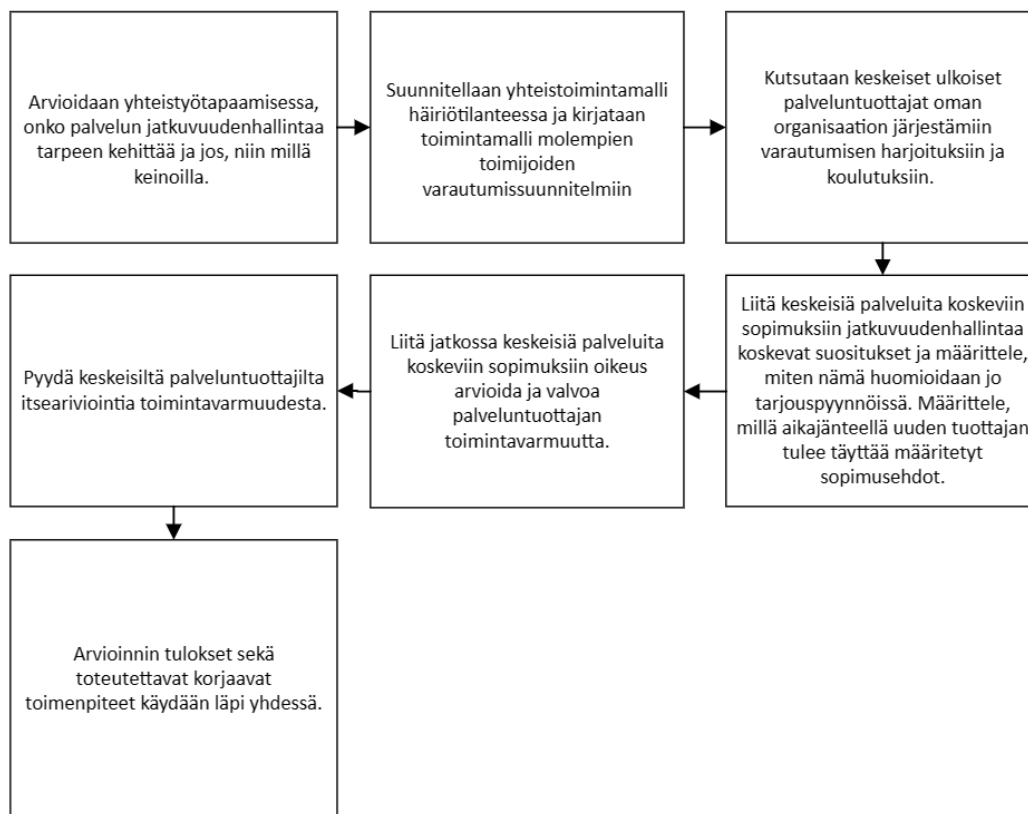 Arvioidaan yhteistyötapaamisessa,
onko palvelun jatkuvuudenhallintaa
tarpeen kehittää ja jos, niin millä
keinoilla.
Suunnitellaan yhteistoimintamalli
häiriötilanteessa ja kirjataan
toimintamalli molempien
toimijoiden varautumissuunnitelmiin
Kutsutaan keskeiset ulkoiset
palveluntuottajat oman
organisaation järjestämiin
varautumisen harjoituksiin ja
koulutuksiin.
Liitä keskeisiä palveluita koskeviin
sopimuksiin jatkuvuudenhallintaa
koskevat suositukset ja määrittele,
miten nämä huomioidaan jo
tarjouspyynnöissä. Määrittele,
millä aikajänteellä uuden tuottajan
tulee täyttää määritetyt
sopimusehdot.
Liitä jatkossa keskeisiä palveluita
koskeviin sopimuksiin oikeus
arvioida ja valvoa
palveluntuottajan
toimintavarmuutta.
Pyydä keskeisiltä palveluntuottajilta
itseariviointia toimintavarmuudesta.
Arvioinnin tulokset sekä
toteutettavat korjaavat
toimenpiteet käydään läpi yhdessä.